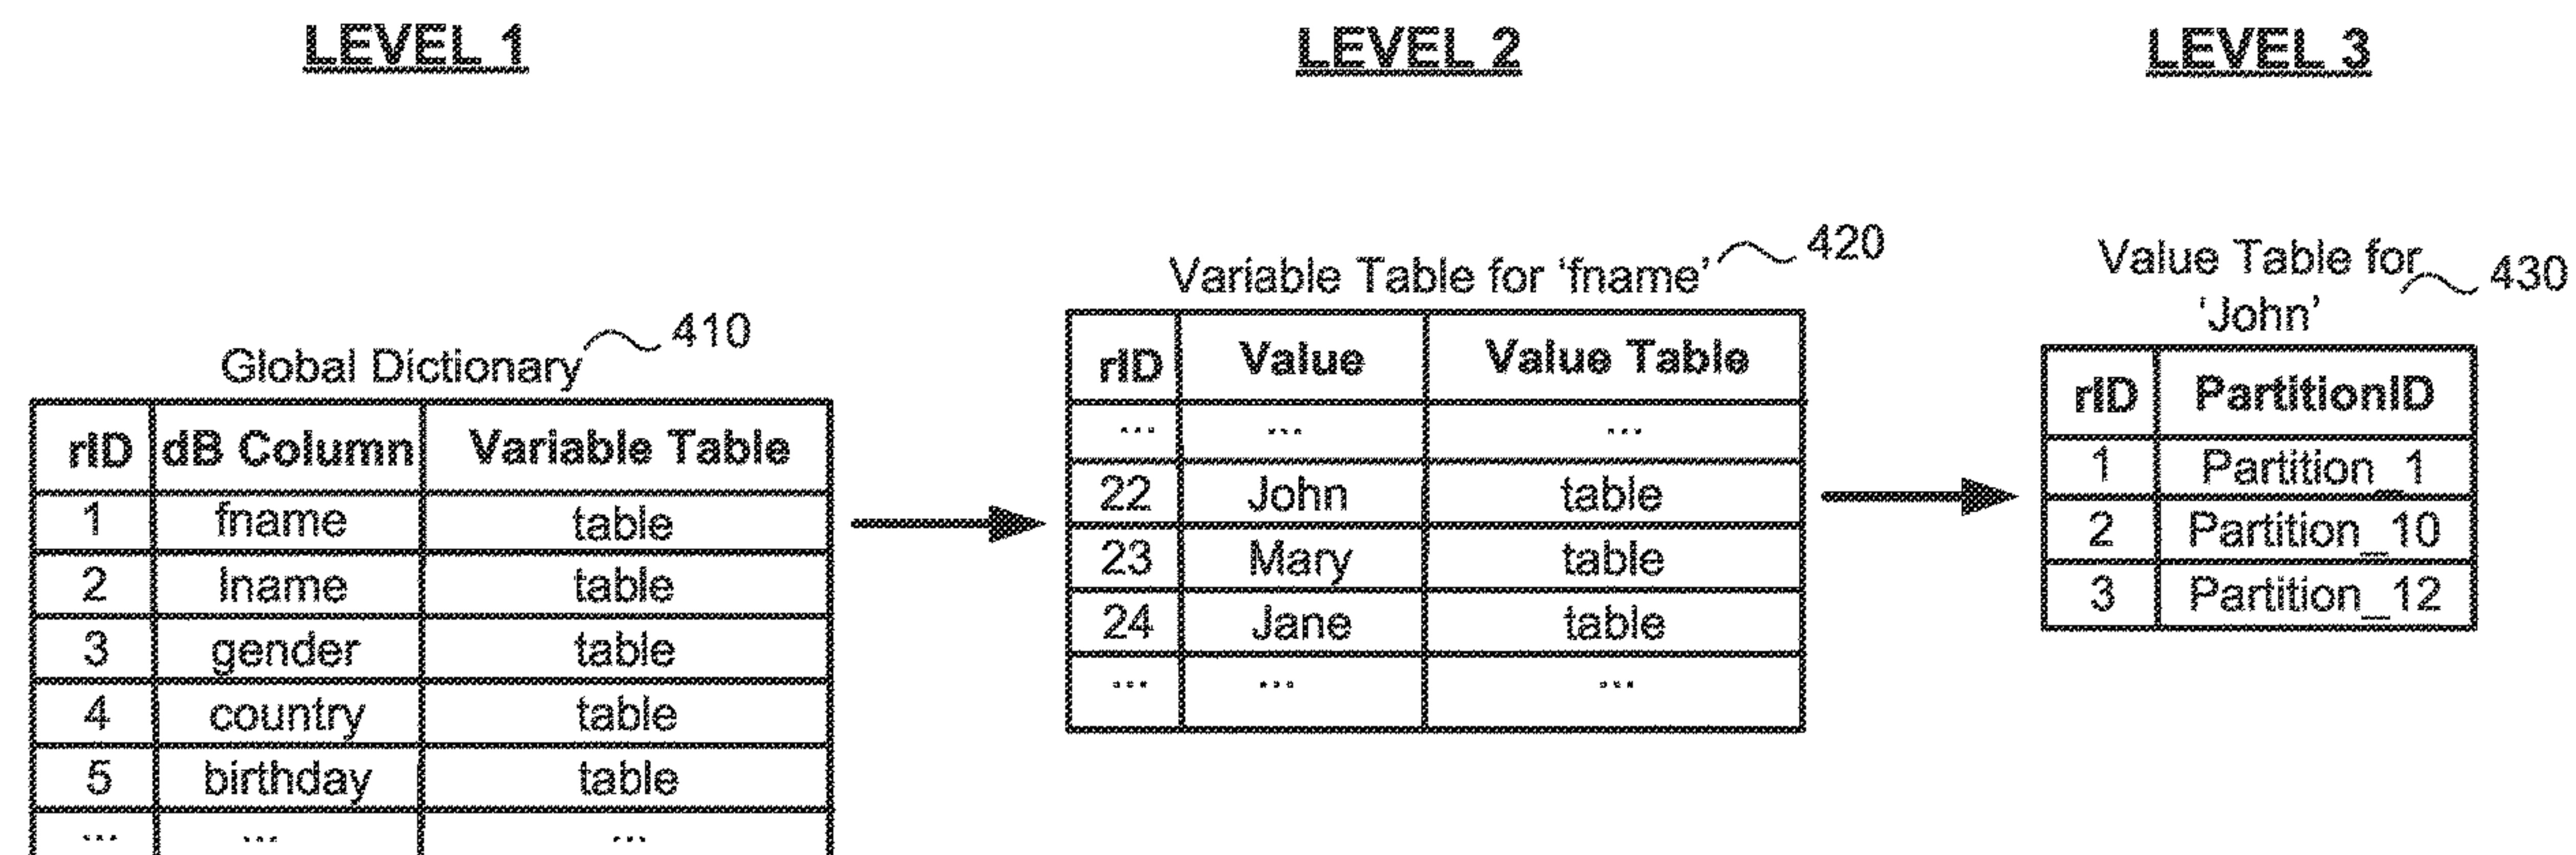 LEVEL 1
LEVEL 2
LEVEL 3
Global Dictionary 410
rID dB Column Variable Table
1 fname table
2 lname table
3 gender table
4 country table
5 birthday table
... ... ...
Variable Table for ‘fname’ 420
rID Value Value Table
... ... ...
22 John table
23 Mary table
24 Jane table
... ... ...
Value Table for 430
‘John’
rID PartitionID
1 Partition_1
2 Partition_10
3 Partition_12